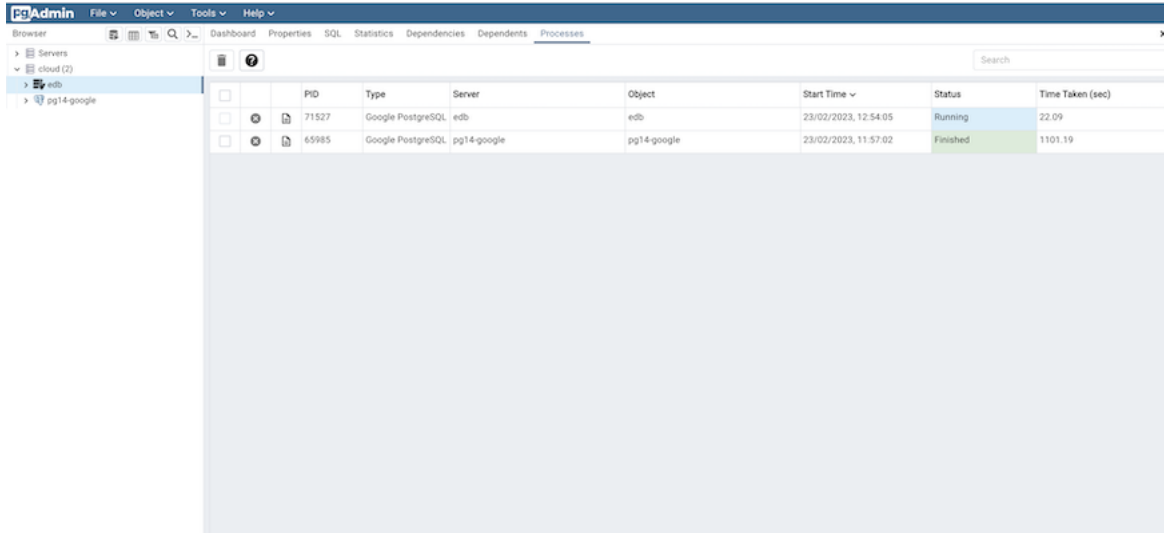 pgAdmin File Object Tools Help
Browser Dashboard Properties SQL Statistics Dependencies Dependents Processes
Servers
cloud (2)
edb
pg14-google
Search
PID Type Server Object Start Time Status Time Taken (sec)
71527 Google PostgreSQL edb edb 23/02/2023, 12:54:05 Running 22.09
65985 Google PostgreSQL pg14-google pg14-google 23/02/2023, 11:57:02 Finished 1101.19